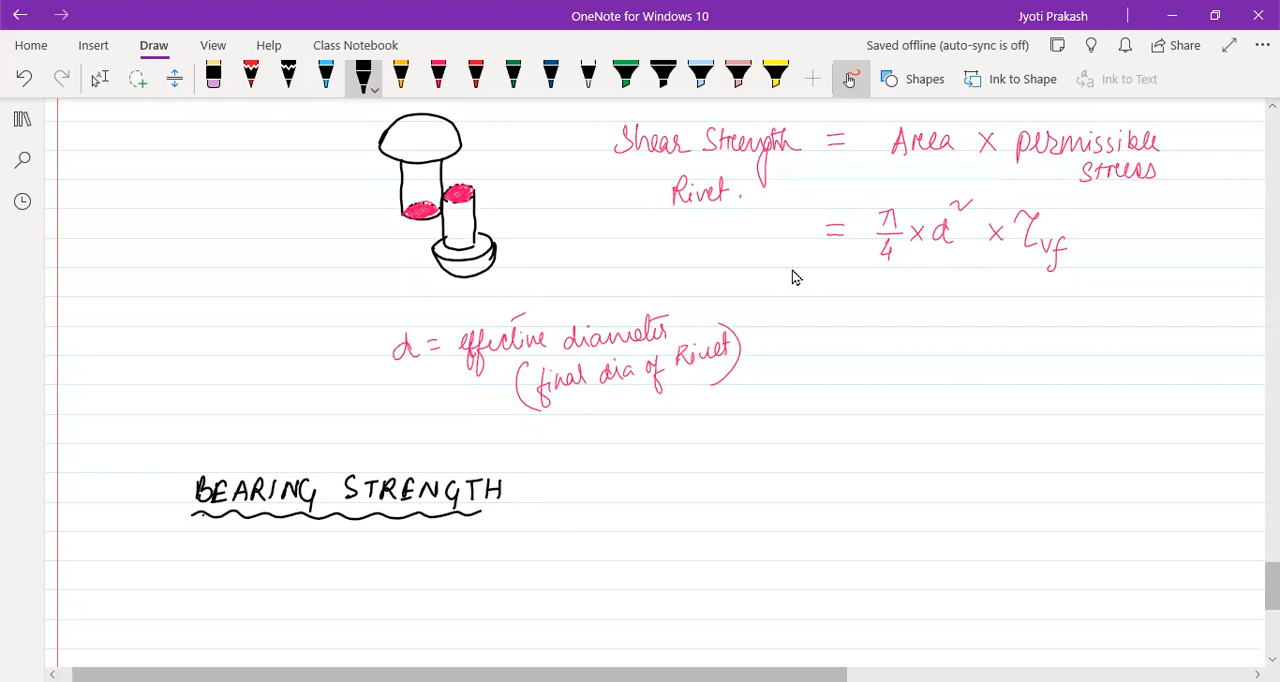 OneNote for Windows 10
Jyoti Prakash
Home Insert Draw View Help Class Notebook
Saved offline (auto-sync is off)
Share
Shapes
Ink to Shape
Ink to Text
Shear Strength = Area × permissible
Rivet. stress
= π/4 × d² × τvf
d = effective diameter
(final dia of Rivet)
BEARING STRENGTH